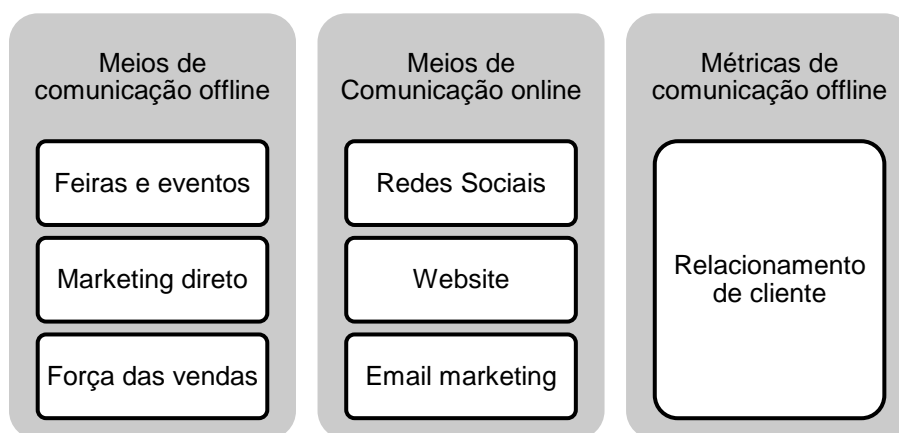 Meios de
comunicação offline
Feiras e eventos
Marketing direto
Força das vendas
Meios de
Comunicação online
Redes Sociais
Website
Email marketing
Métricas de
comunicação offline
Relacionamento
de cliente